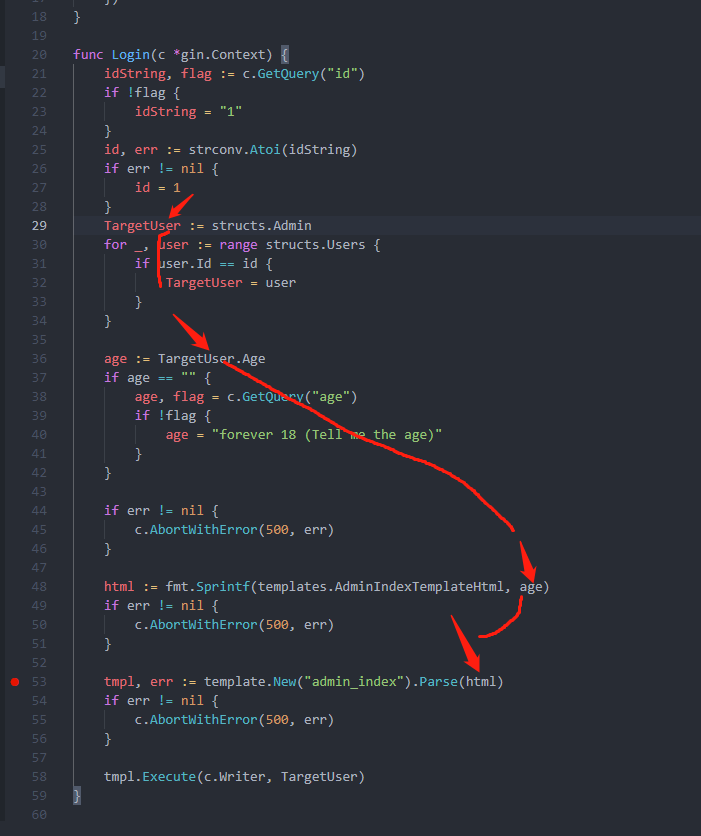 18 }
19
20 func Login(c *gin.Context) {
21 idString, flag := c.GetQuery("id")
22 if !flag {
23 idString = "1"
24 }
25 id, err := strconv.Atoi(idString)
26 if err != nil {
27 id = 1
28 }
29 TargetUser := structs.Admin
30 for _, user := range structs.Users {
31 if user.Id == id {
32 TargetUser = user
33 }
34 }
35
36 age := TargetUser.Age
37 if age == "" {
38 age, flag = c.GetQuery("age")
39 if !flag {
40 age = "forever 18 (Tell me the age)"
41 }
42 }
43
44 if err != nil {
45 c.AbortWithError(500, err)
46 }
47
48 html := fmt.Sprintf(templates.AdminIndexTemplateHtml, age)
49 if err != nil {
50 c.AbortWithError(500, err)
51 }
52
53 tmpl, err := template.New("admin_index").Parse(html)
54 if err != nil {
55 c.AbortWithError(500, err)
56 }
57
58 tmpl.Execute(c.Writer, TargetUser)
59 }
60